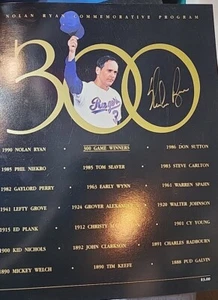 NOLAN RYAN COMMEMORATIVE PROGRAM
300
Rangers
Nolan Ryan
1990 NOLAN RYAN 300 GAME WINNERS 1986 DON SUTTON
1985 PHIL NIEKRO 1985 TOM SEAVER 1983 STEVE CARLTON
1982 GAYLORD PERRY 1963 EARLY WYNN 1961 WARREN SPAHN
1941 LEFTY GROVE 1924 GROVER ALEXANDER 1920 WALTER JOHNSON
1915 ED PLANK 1912 CHRISTY 1901 CY YOUNG
1900 KID NICHOLS 1892 JOHN CLARKSON 1891 CHARLES RADBOURN
1890 MICKEY WELCH 1890 TIM KEEFE 1888 PUD GALVIN